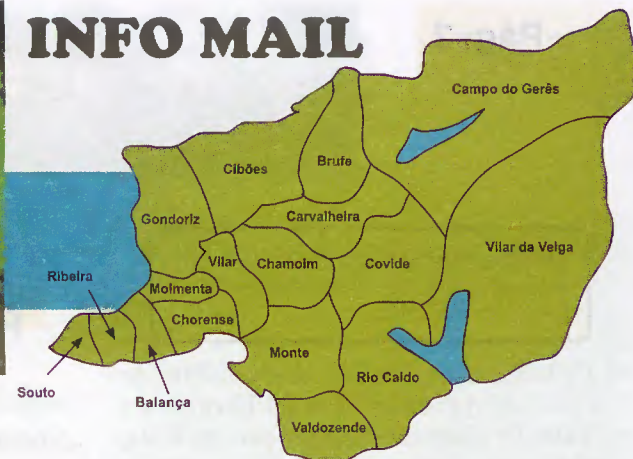 INFO MAIL
Campo do Gerês
Cibões
Brufe
Gondoriz
Carvalheira
Vilar da Veiga
Vilar
Chamoim
Covide
Ribeira
Moimenta
Chorense
Monte
Rio Caldo
Souto
Balança
Valdozende